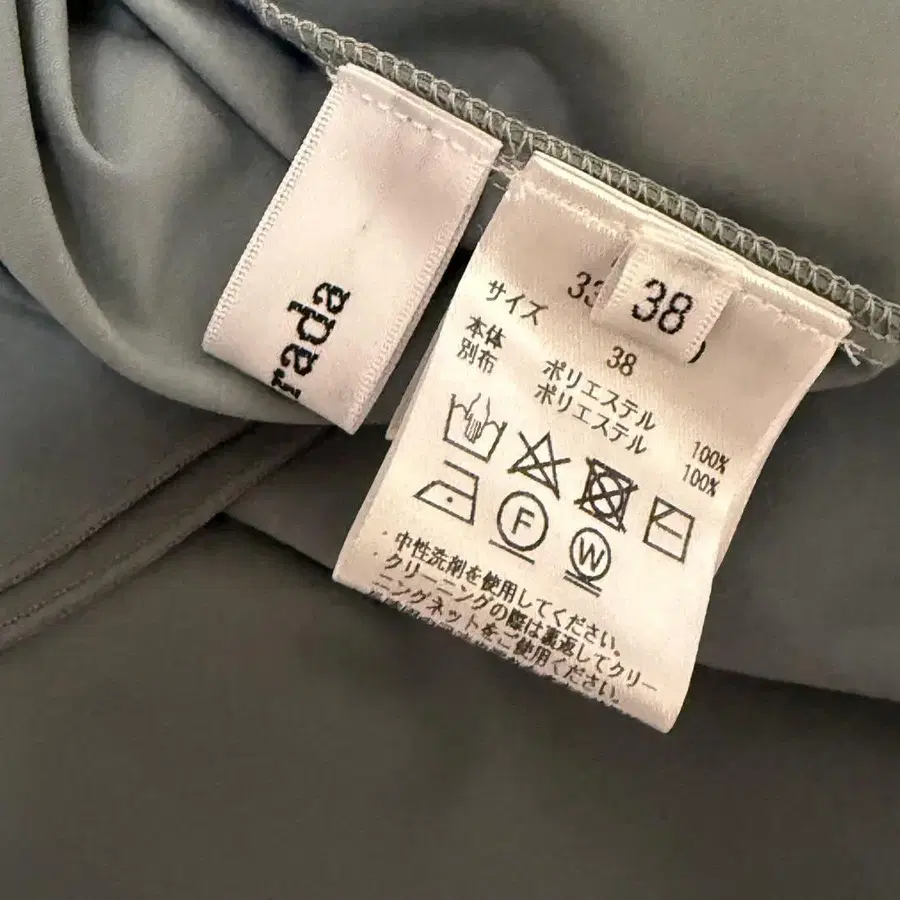 rada
38
サイズ
38
本体 ポリエステル 100%
別布 ポリエステル 100%
F
W
・中性洗剤を使用してください。
・クリーニングの際は裏返してクリー
ニングネットをご使用ください。